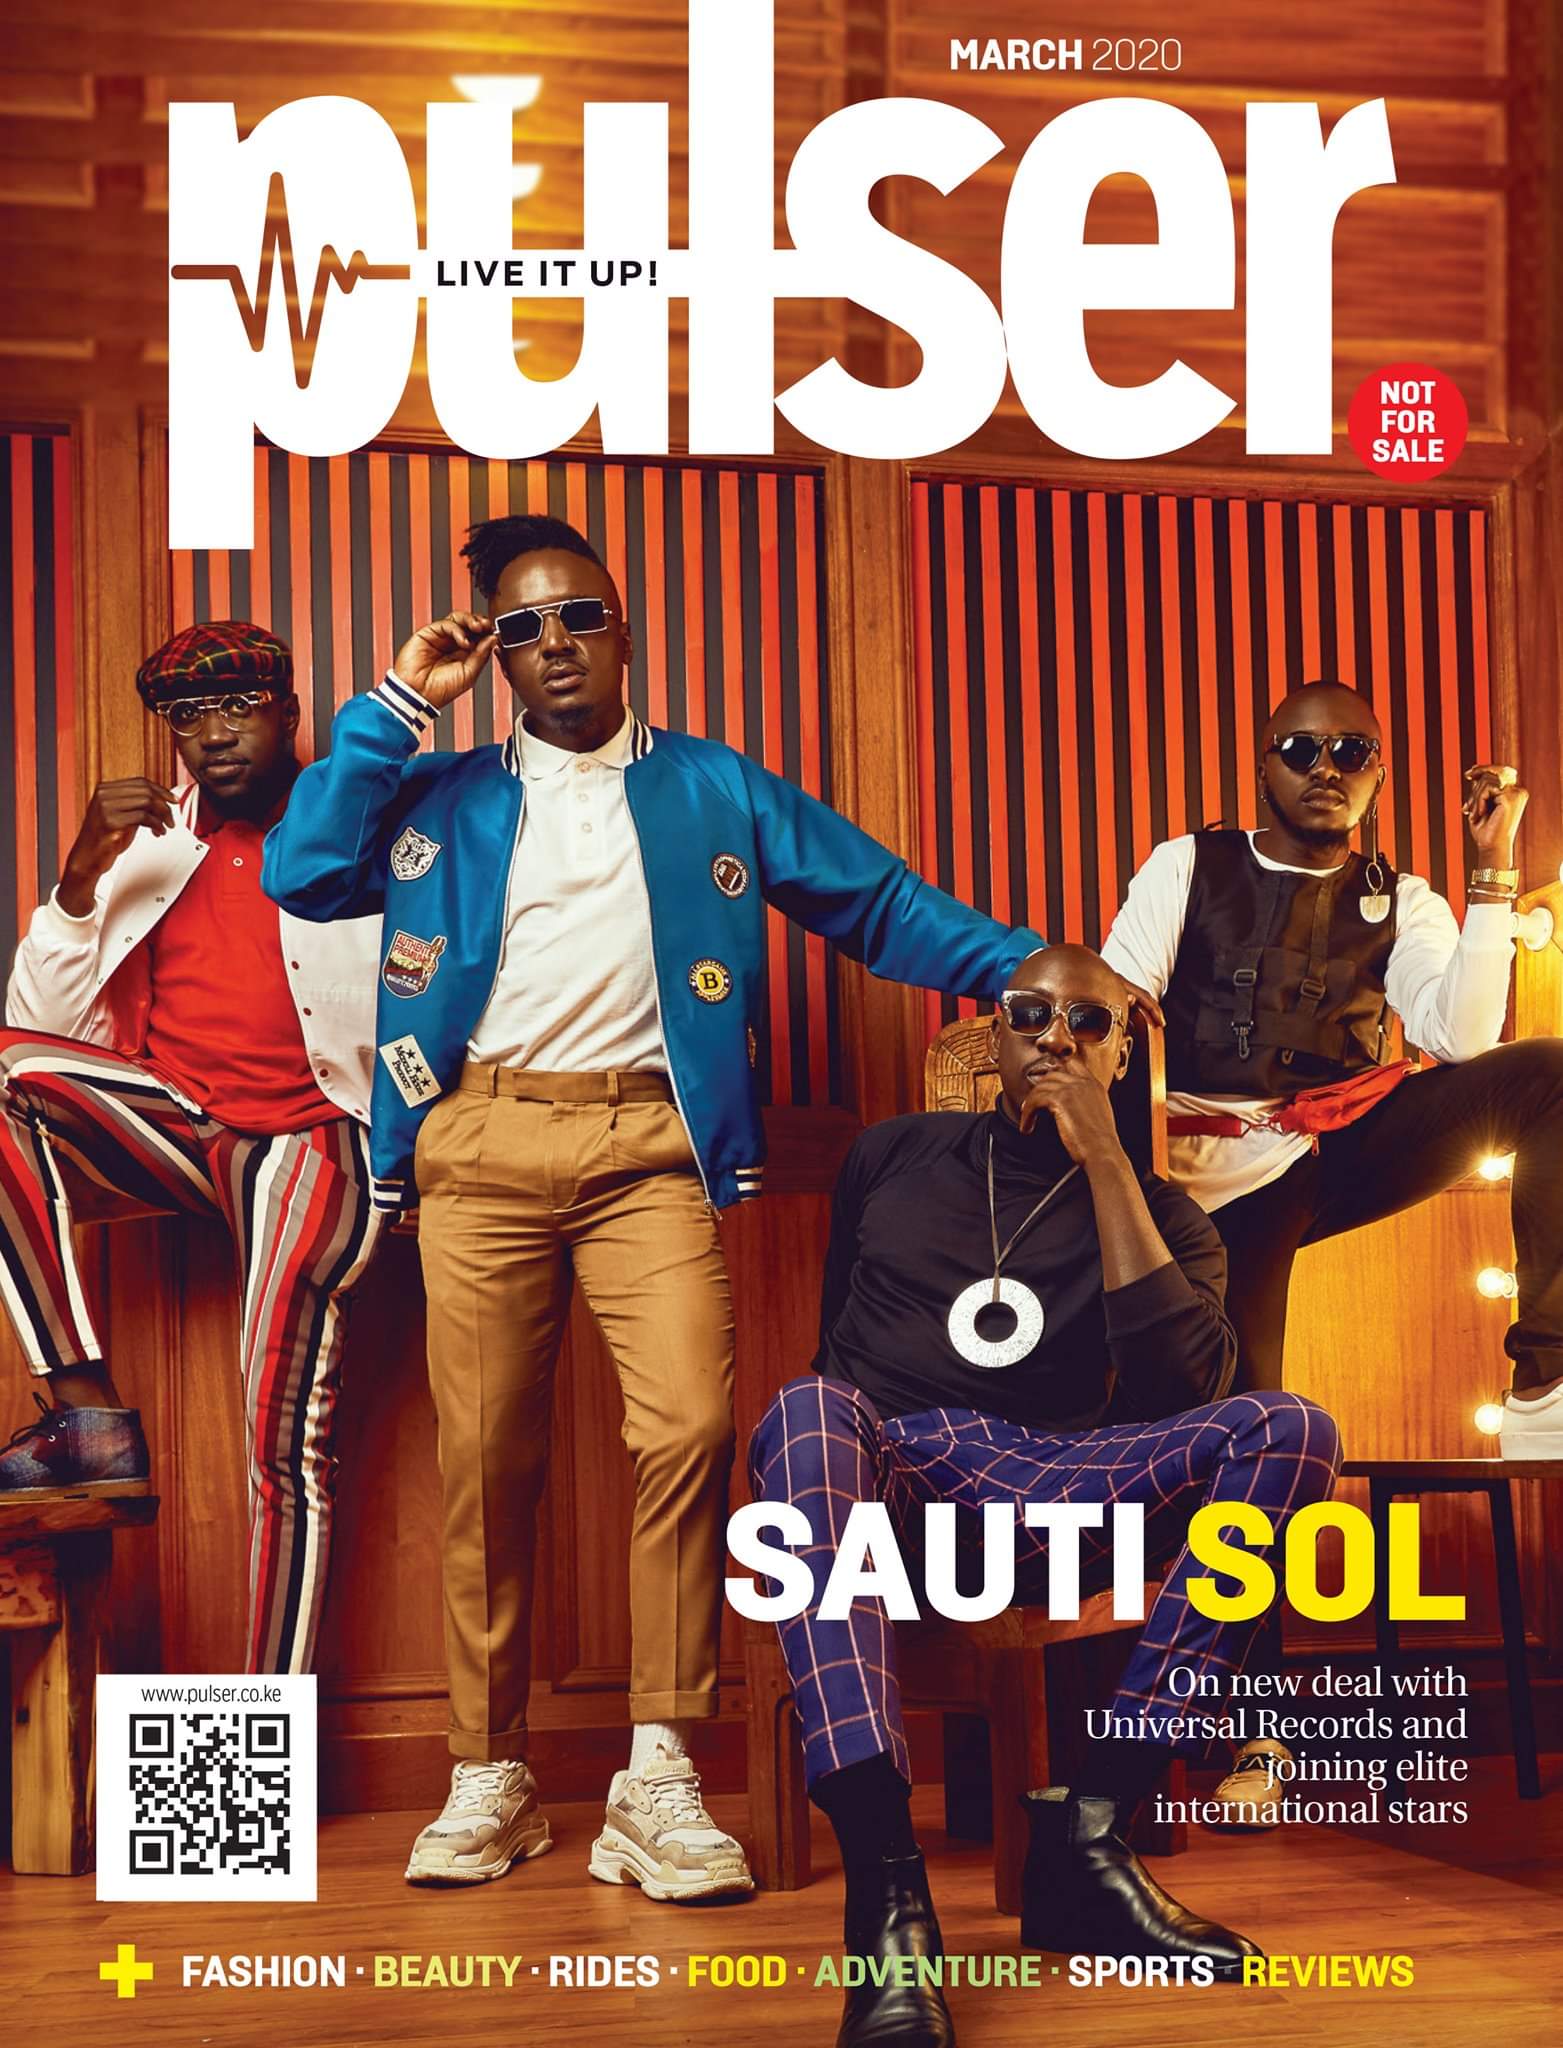 MARCH 2020
pulser
LIVE IT UP!
NOT
FOR
SALE
B
SAUTI SOL
On new deal with
Universal Records and
joining elite
international stars
www.pulser.co.ke
FASHION · BEAUTY · RIDES · FOOD · ADVENTURE · SPORTS · REVIEWS